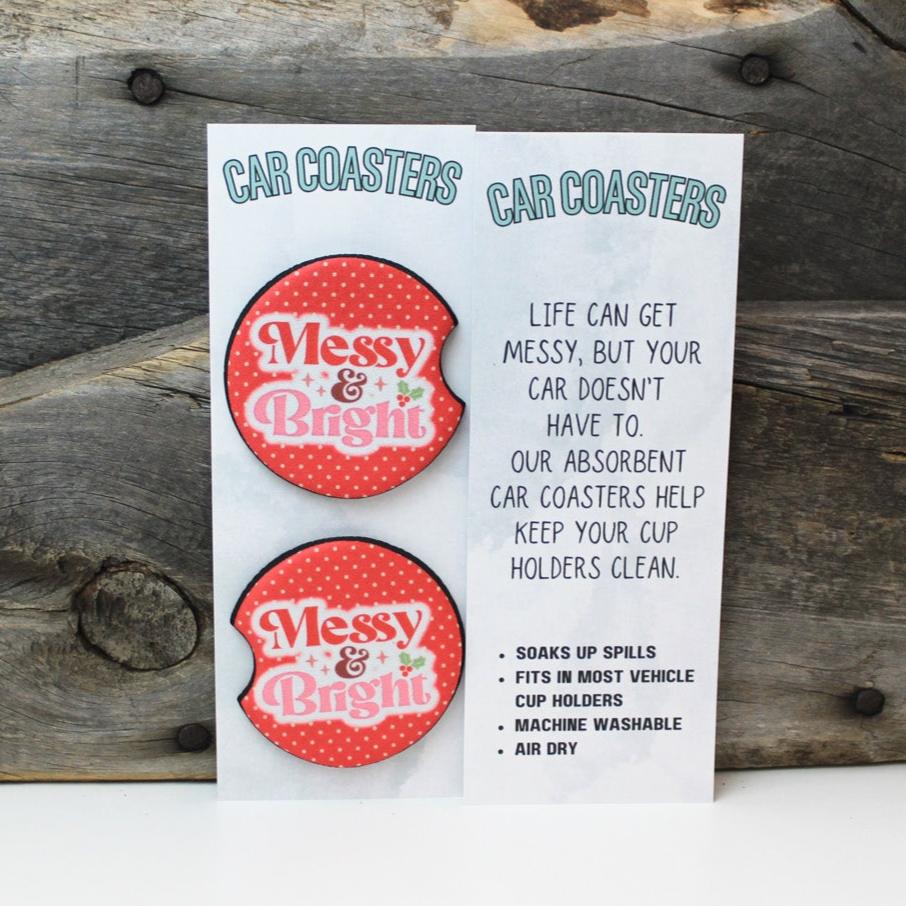 CAR COASTERS
Messy
&
Bright
Messy
&
Bright
CAR COASTERS
LIFE CAN GET
MESSY, BUT YOUR
CAR DOESN'T
HAVE TO.
OUR ABSORBENT
CAR COASTERS HELP
KEEP YOUR CUP
HOLDERS CLEAN.
• SOAKS UP SPILLS
• FITS IN MOST VEHICLE
CUP HOLDERS
• MACHINE WASHABLE
• AIR DRY